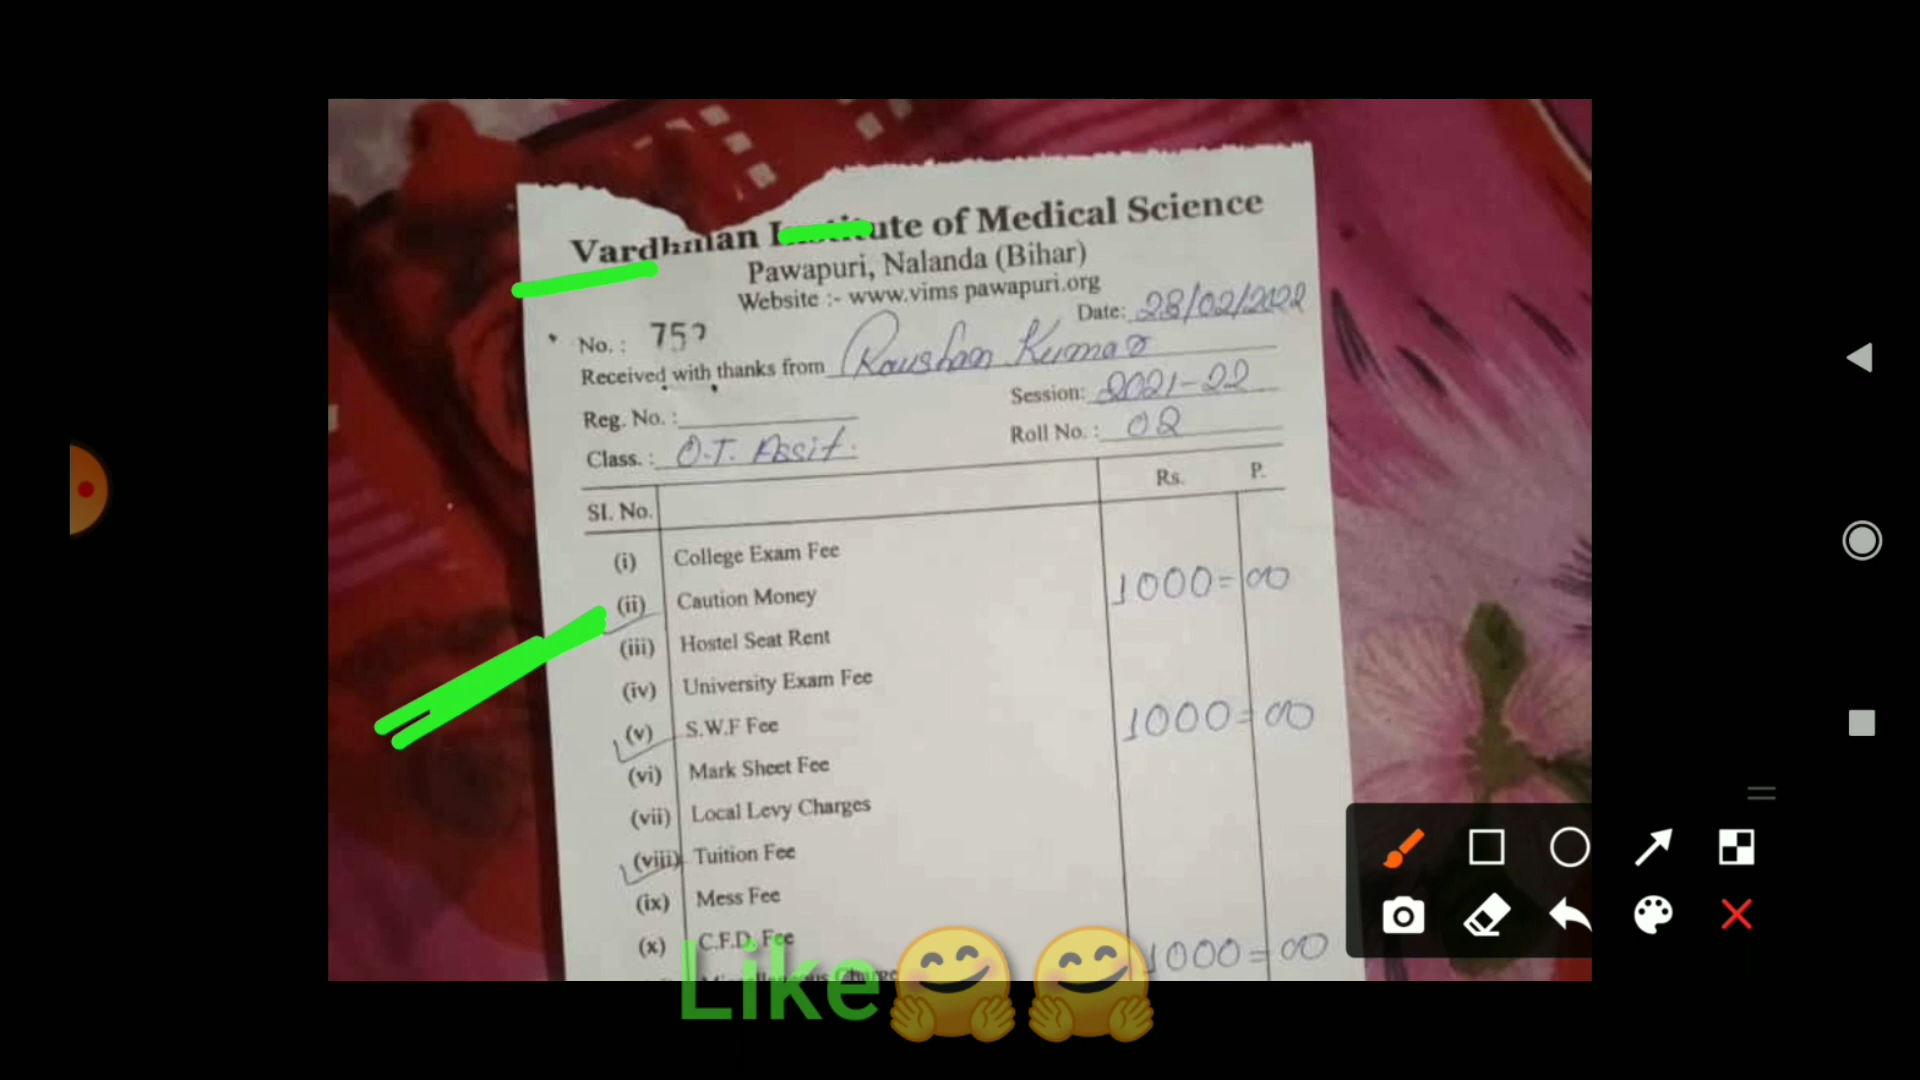 Vardhman Institute of Medical Science
Pawapuri, Nalanda (Bihar)
Website :- www.vims pawapuri.org
Date: 28/02/2022
No. : 752
Received with thanks from Raushan Kumar
Session: 2021-22
Reg. No. :
Roll No. : 02
Class. : O.T. Assit.
SI. No. Rs. P.
(i) College Exam Fee
(ii) Caution Money 1000=00
(iii) Hostel Seat Rent
(iv) University Exam Fee
(v) S.W.F Fee 1000=00
(vi) Mark Sheet Fee
(vii) Local Levy Charges
(viii) Tuition Fee
(ix) Mess Fee
(x) C.F.D. Fee 1000=00
Like